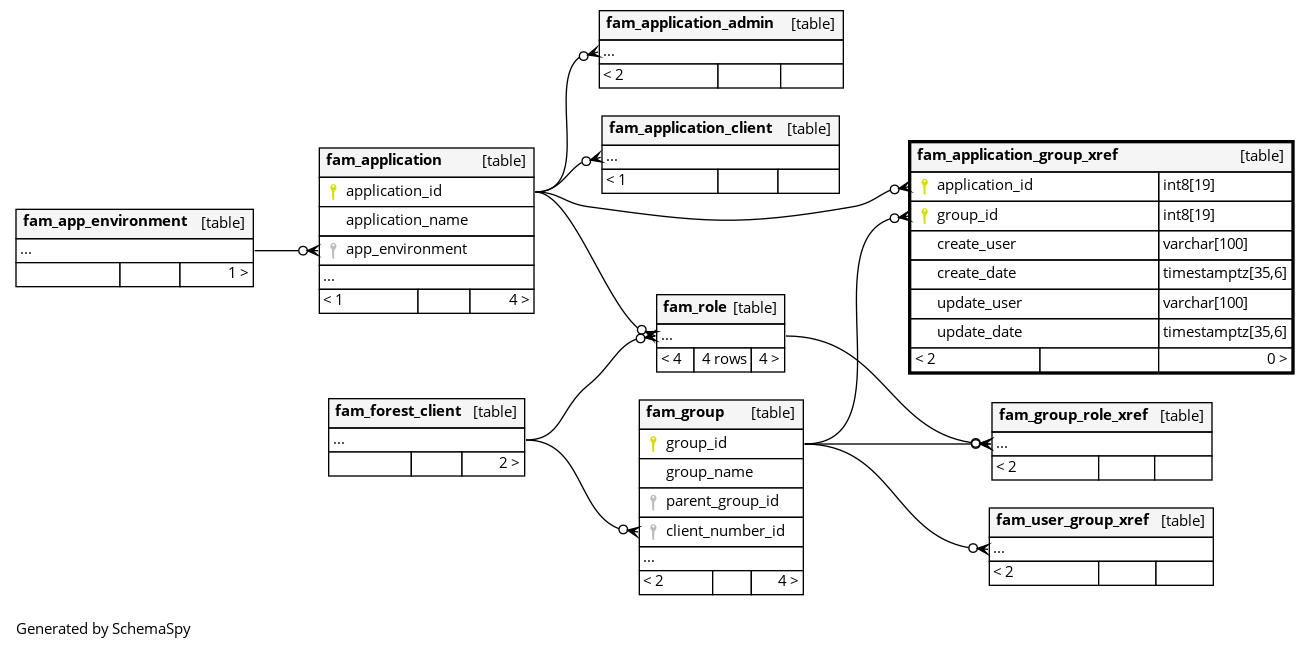 fam_application_admin [table]
...
< 2
fam_application_client [table]
...
< 1
fam_application_group_xref [table]
application_id int8[19]
group_id int8[19]
create_user varchar[100]
create_date timestamptz[35,6]
update_user varchar[100]
update_date timestamptz[35,6]
< 2 0 >
fam_application [table]
application_id
application_name
app_environment
...
< 1 4 >
fam_app_environment [table]
...
1 >
fam_role [table]
...
< 4 4 rows 4 >
fam_forest_client [table]
...
2 >
fam_group [table]
group_id
group_name
parent_group_id
client_number_id
...
< 2 4 >
fam_group_role_xref [table]
...
< 2
fam_user_group_xref [table]
...
< 2
Generated by SchemaSpy